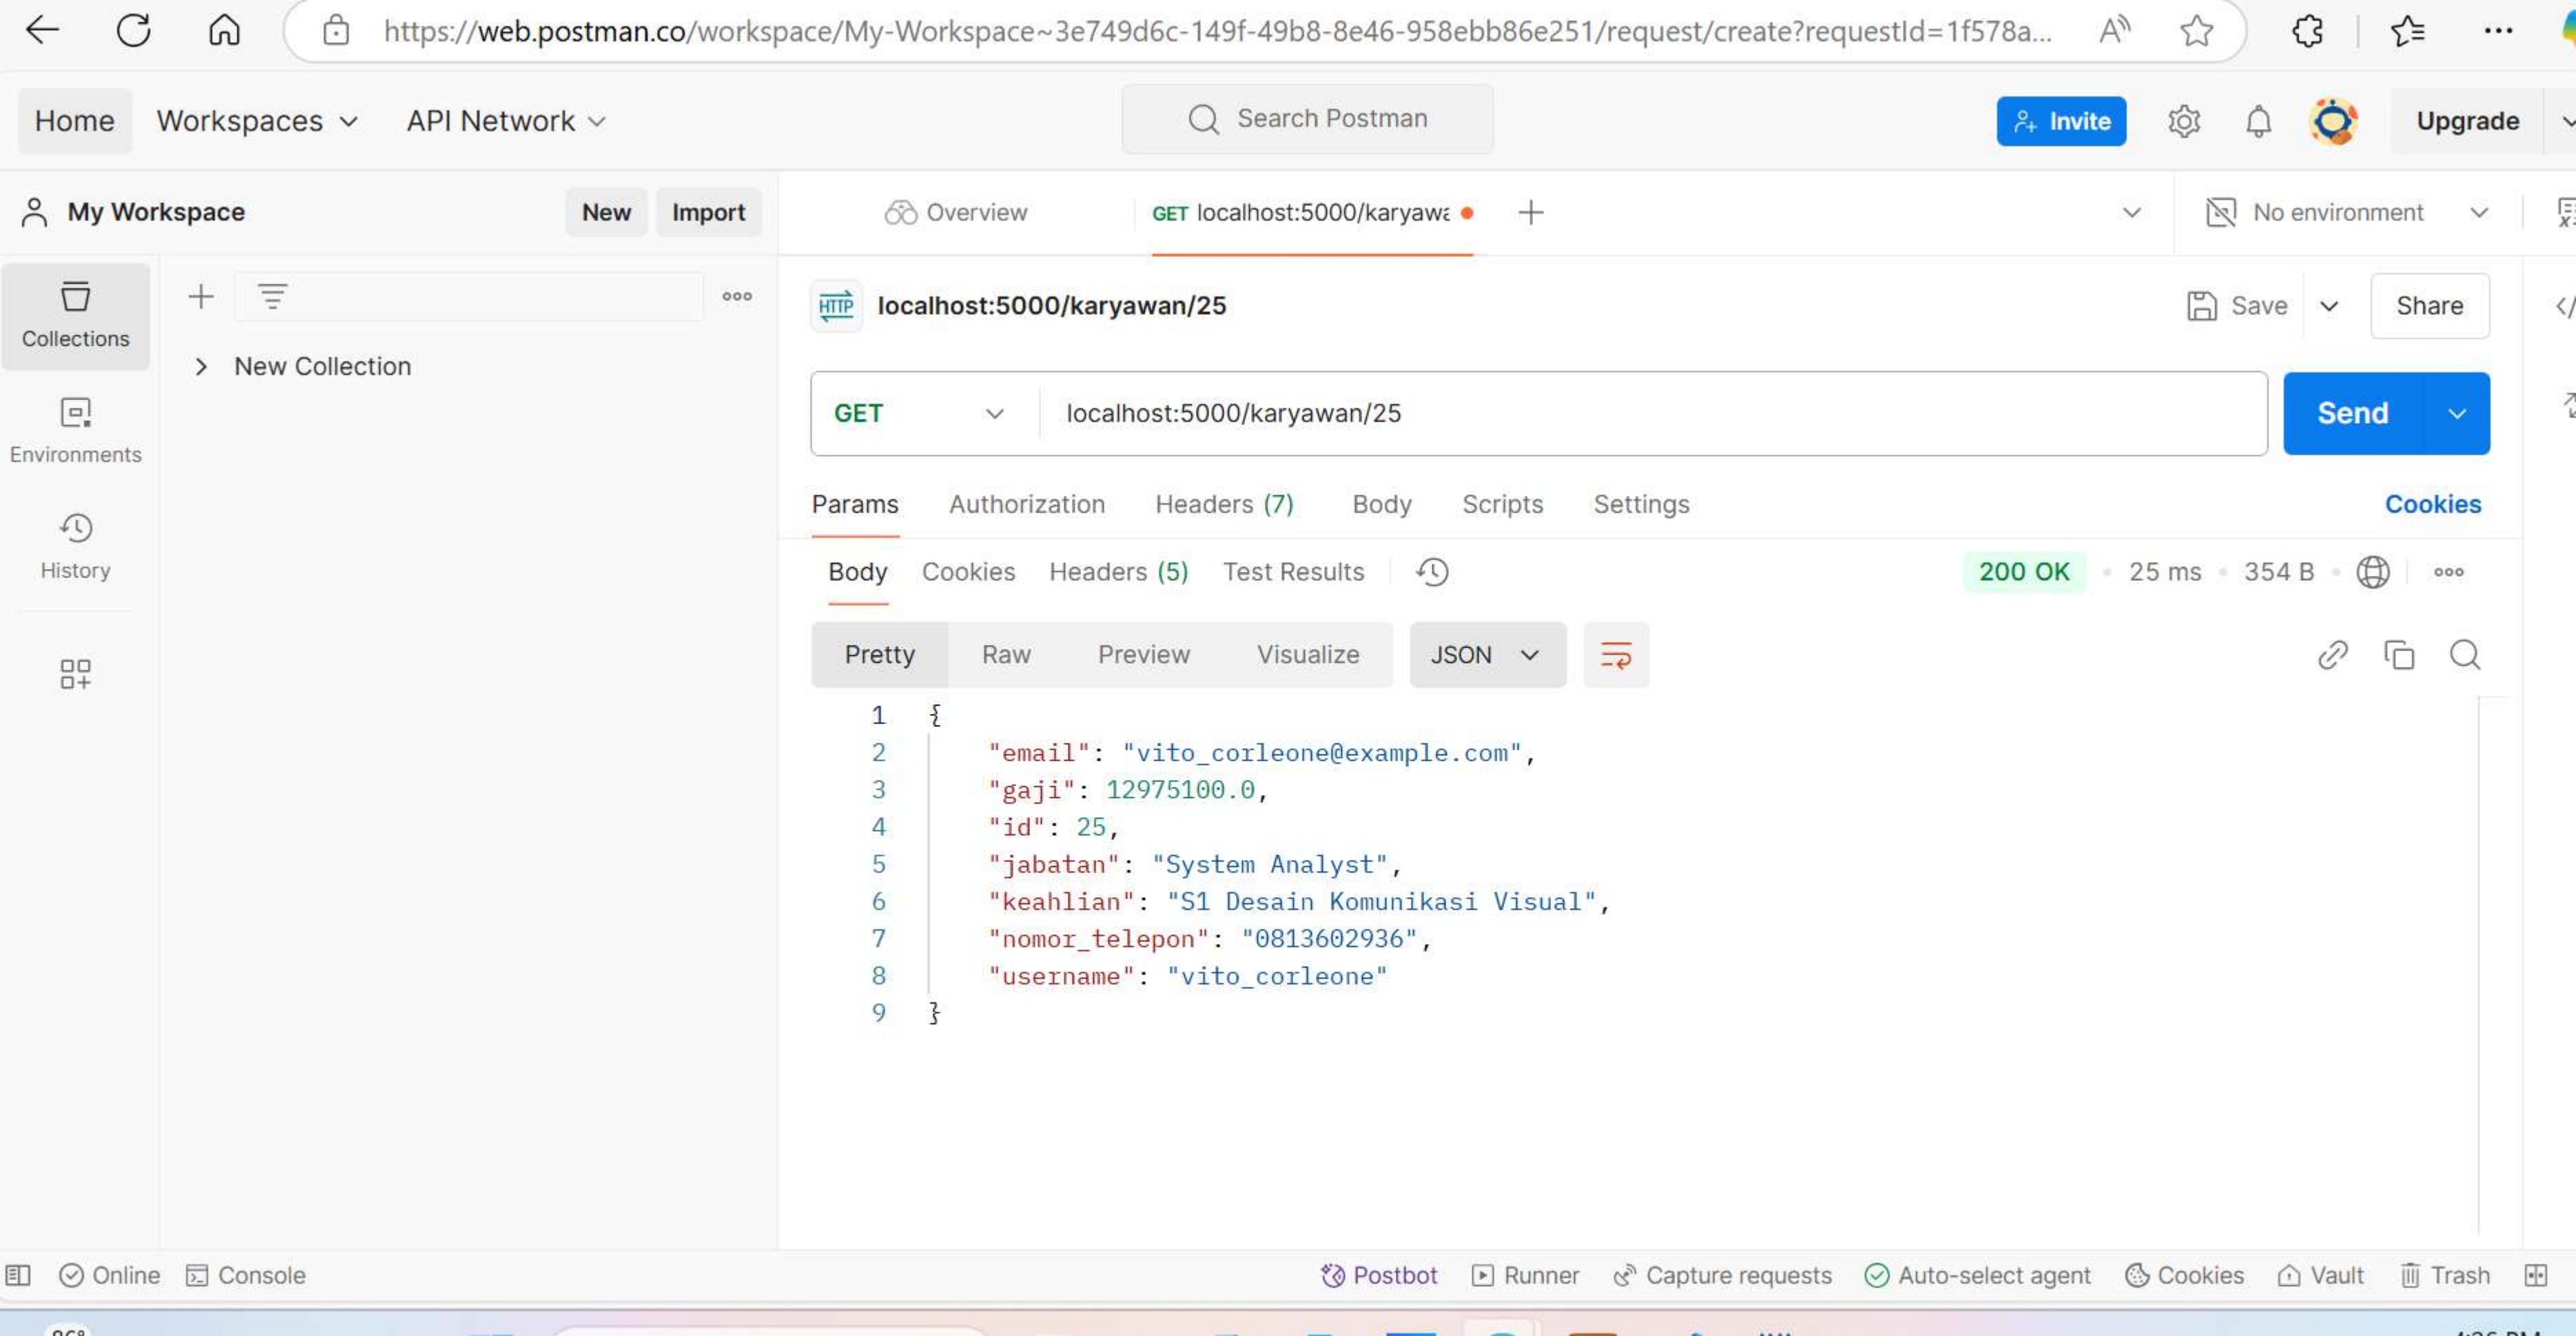 https://web.postman.co/workspace/My-Workspace~3e749d6c-149f-49b8-8e46-958ebb86e251/request/create?requestId=1f578a...
Home Workspaces API Network Search Postman Invite Upgrade
My Workspace New Import Overview GET localhost:5000/karyawa No environment
Collections
Environments
History
New Collection
HTTP localhost:5000/karyawan/25 Save Share
GET localhost:5000/karyawan/25 Send
Params Authorization Headers (7) Body Scripts Settings Cookies
Body Cookies Headers (5) Test Results 200 OK • 25 ms • 354 B
Pretty Raw Preview Visualize JSON
1 {
2 "email": "vito_corleone@example.com",
3 "gaji": 12975100.0,
4 "id": 25,
5 "jabatan": "System Analyst",
6 "keahlian": "S1 Desain Komunikasi Visual",
7 "nomor_telepon": "0813602936",
8 "username": "vito_corleone"
9 }
Online Console Postbot Runner Capture requests Auto-select agent Cookies Vault Trash